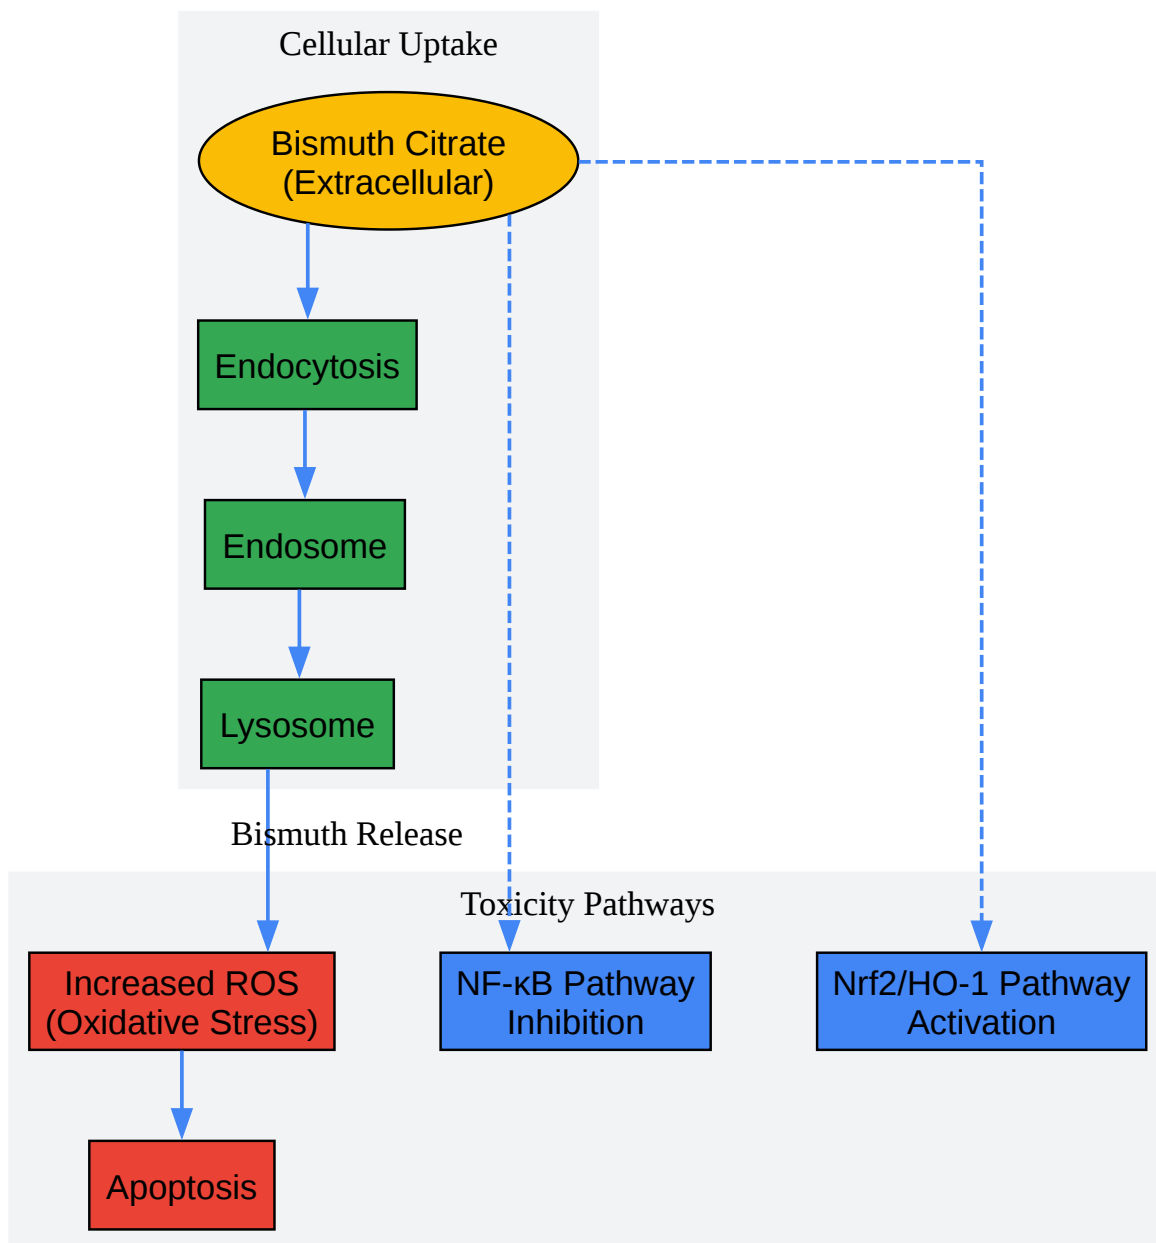 Cellular Uptake
Bismuth Citrate
(Extracellular)
Endocytosis
Endosome
Lysosome
Bismuth Release
Toxicity Pathways
Increased ROS
(Oxidative Stress)
NF-κB Pathway
Inhibition
Nrf2/HO-1 Pathway
Activation
Apoptosis